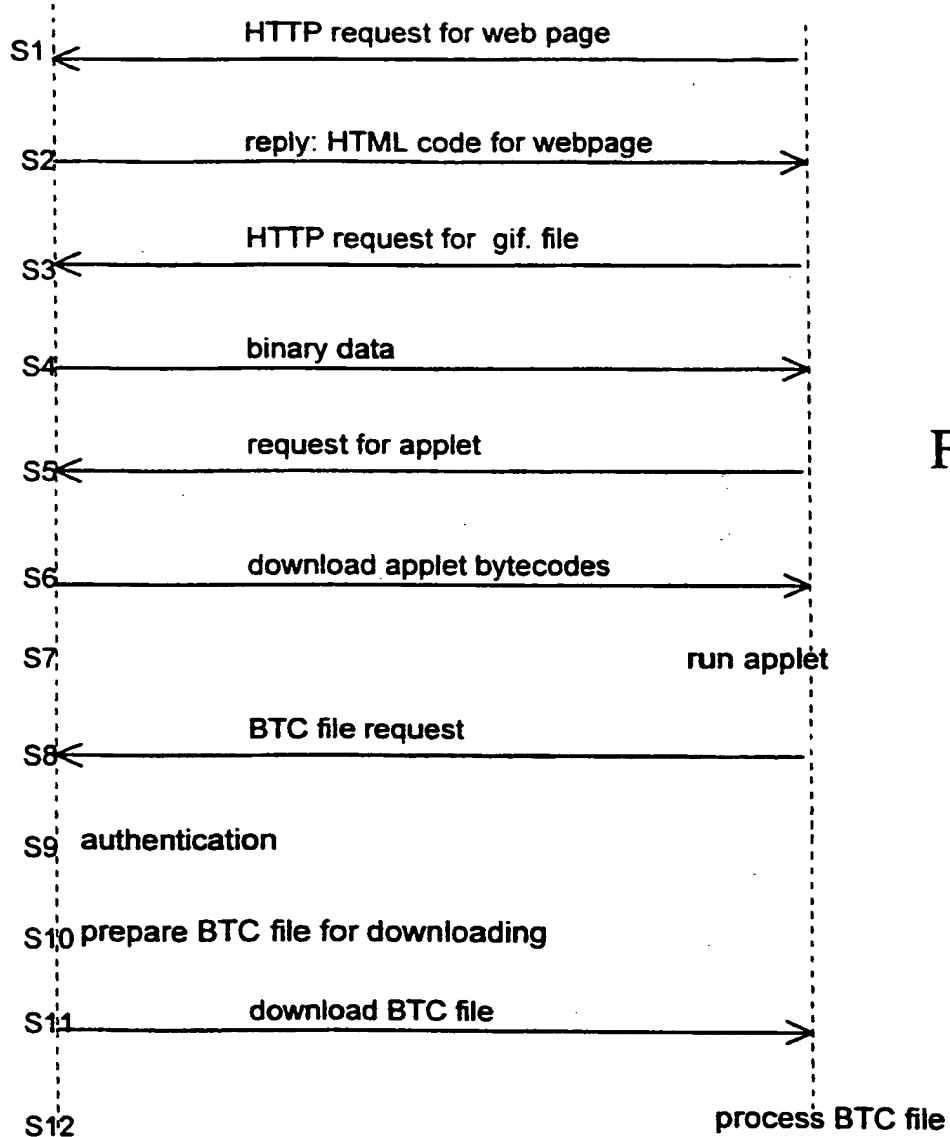 HTTP request for web page
S1
reply: HTML code for webpage
S2
HTTP request for gif. file
S3
binary data
S4
request for applet
S5
F
download applet bytecodes
S6
S7 run applet
BTC file request
S8
S9 authentication
S10 prepare BTC file for downloading
download BTC file
S11
S12 process BTC file